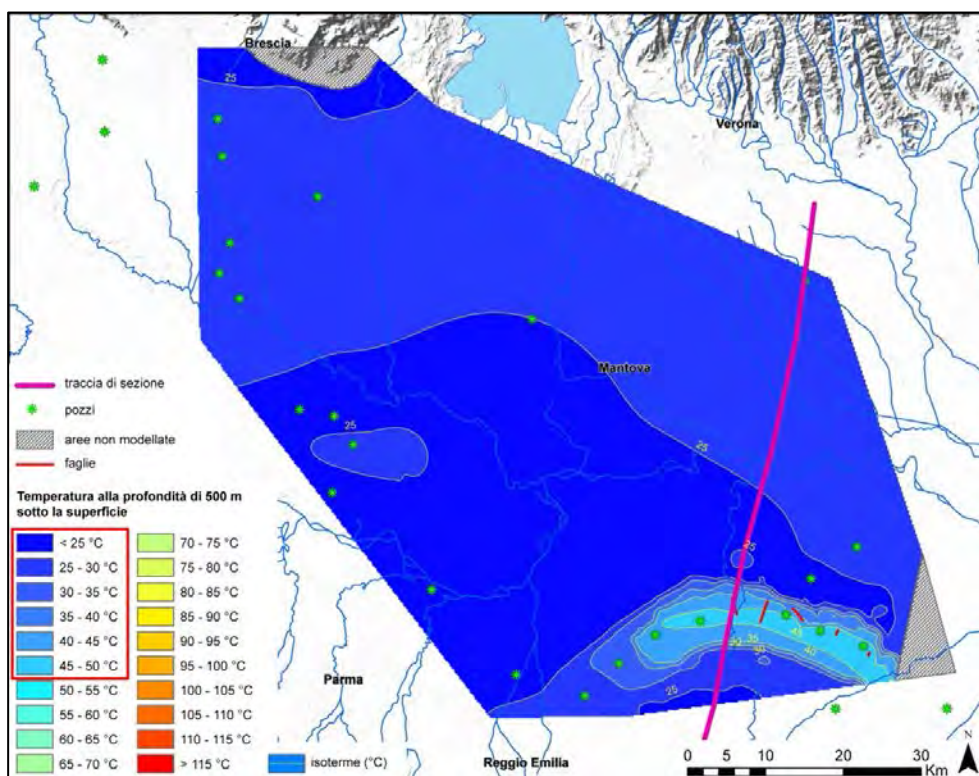 Brescia
25
Verona
Mantova
25
25
25
45
30
35
40
30
25
Parma
Reggio Emilia
traccia di sezione
pozzi
aree non modellate
faglie
Temperatura alla profondità di 500 m
sotto la superficie
< 25 °C
25 - 30 °C
30 - 35 °C
35 - 40 °C
40 - 45 °C
45 - 50 °C
50 - 55 °C
55 - 60 °C
60 - 65 °C
65 - 70 °C
70 - 75 °C
75 - 80 °C
80 - 85 °C
85 - 90 °C
90 - 95 °C
95 - 100 °C
100 - 105 °C
105 - 110 °C
110 - 115 °C
> 115 °C
isoterme (°C)
0
5
10
20
30
Km
N